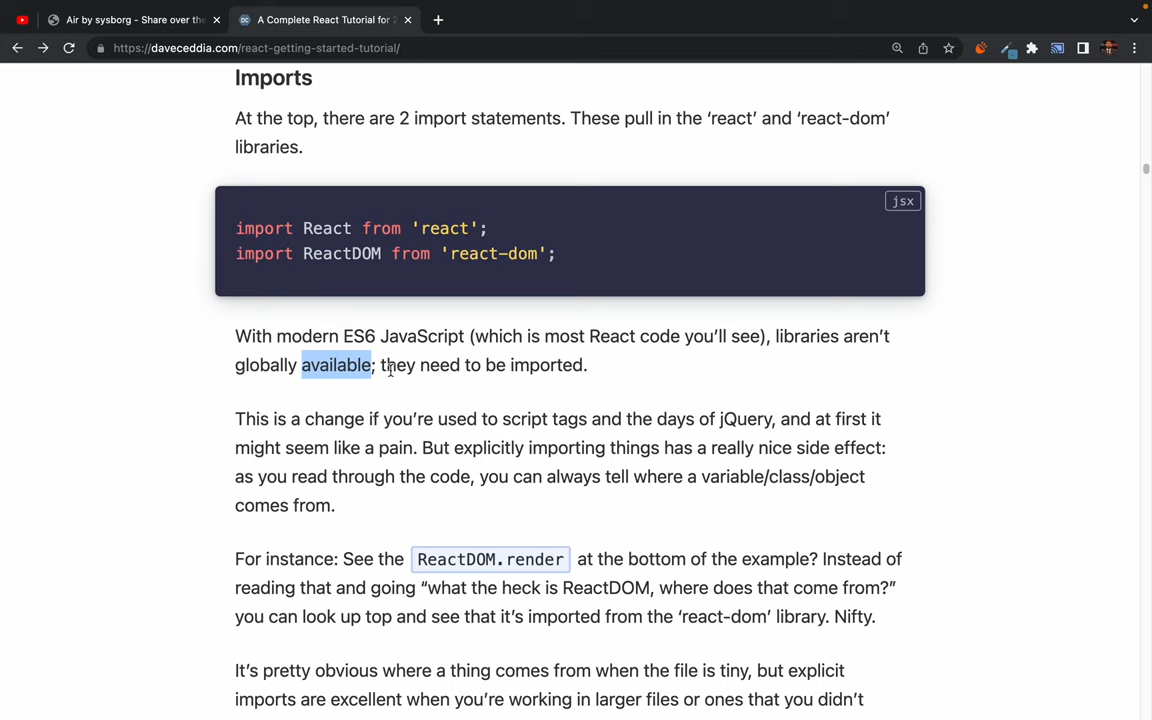 Air by sysborg - Share over the
A Complete React Tutorial for 2
https://daveceddia.com/react-getting-started-tutorial/
Imports
At the top, there are 2 import statements. These pull in the ‘react’ and ‘react-dom’
libraries.
jsx
import React from 'react';
import ReactDOM from 'react-dom';
With modern ES6 JavaScript (which is most React code you’ll see), libraries aren’t
globally available; they need to be imported.
This is a change if you’re used to script tags and the days of jQuery, and at first it
might seem like a pain. But explicitly importing things has a really nice side effect:
as you read through the code, you can always tell where a variable/class/object
comes from.
For instance: See the ReactDOM.render at the bottom of the example? Instead of
reading that and going “what the heck is ReactDOM, where does that come from?”
you can look up top and see that it’s imported from the ‘react-dom’ library. Nifty.
It’s pretty obvious where a thing comes from when the file is tiny, but explicit
imports are excellent when you’re working in larger files or ones that you didn’t